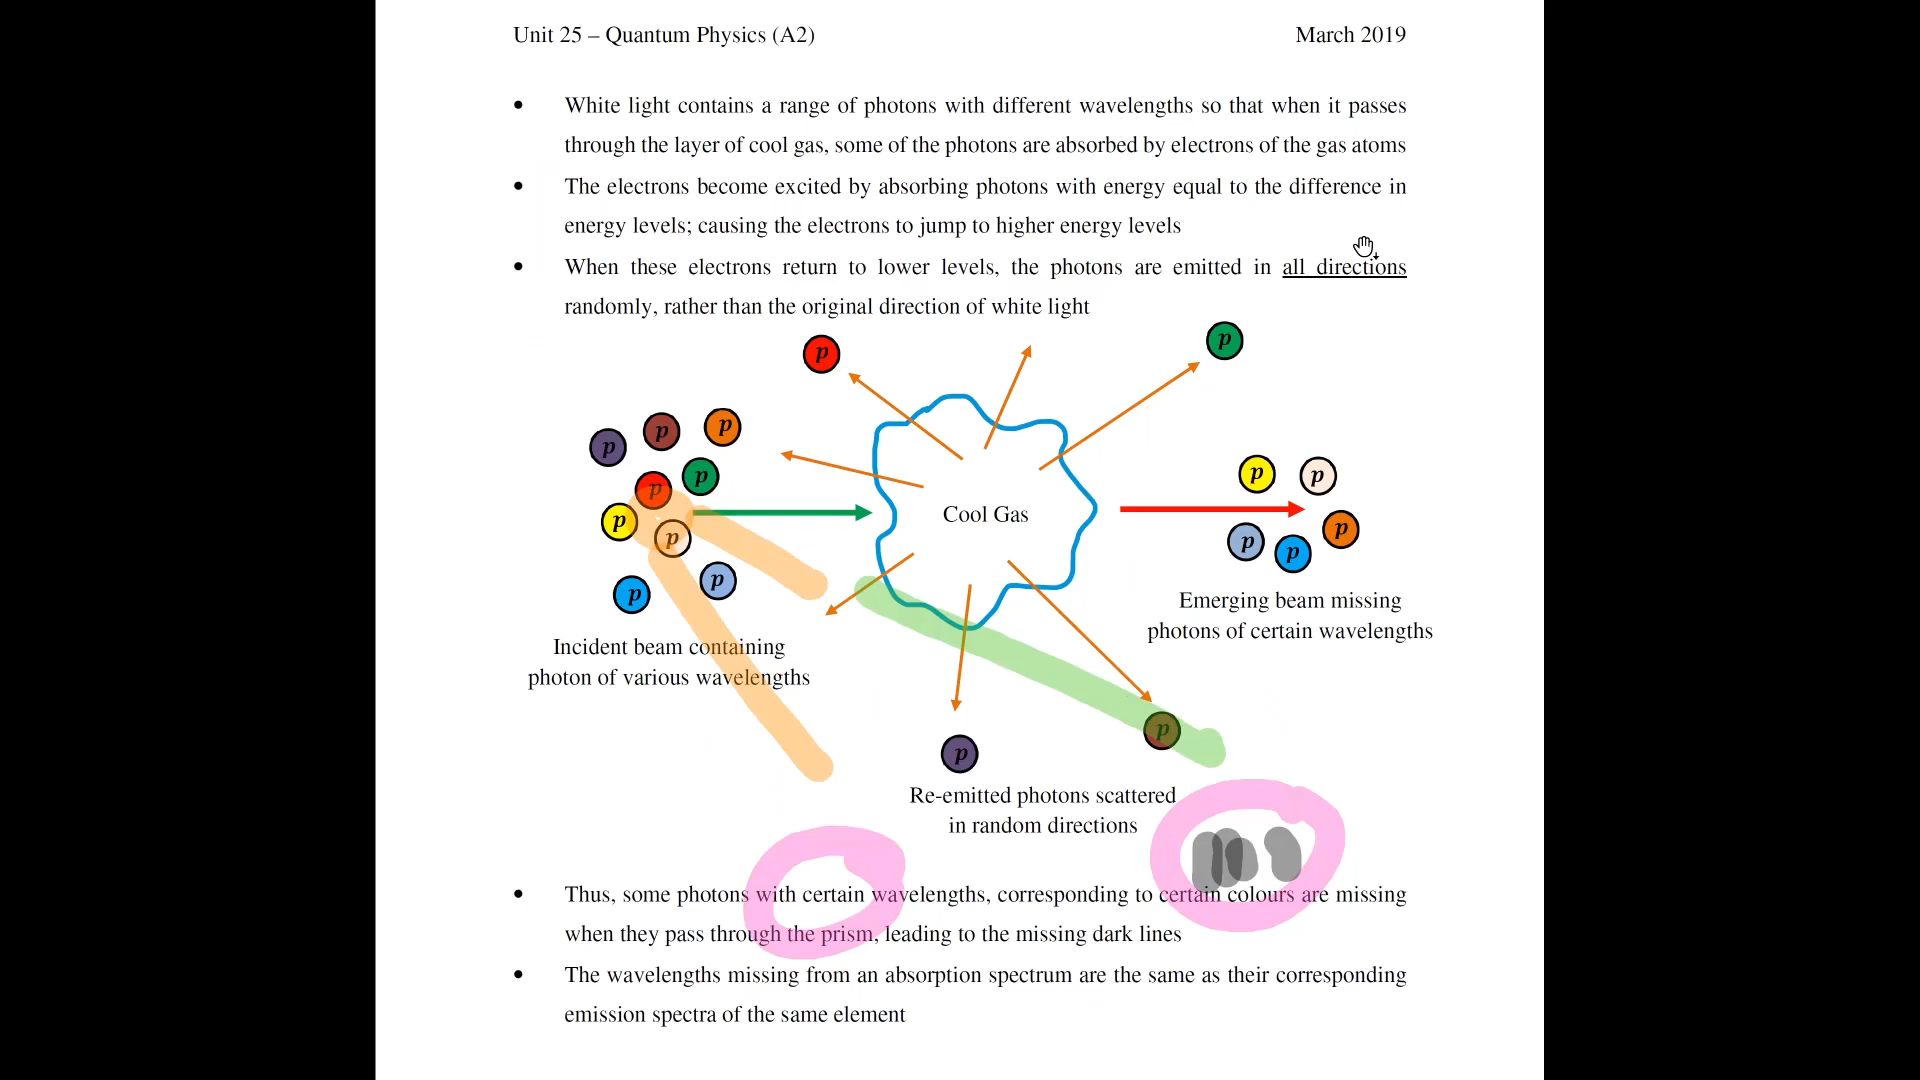 Unit 25 – Quantum Physics (A2) March 2019
• White light contains a range of photons with different wavelengths so that when it passes
through the layer of cool gas, some of the photons are absorbed by electrons of the gas atoms
• The electrons become excited by absorbing photons with energy equal to the difference in
energy levels; causing the electrons to jump to higher energy levels
• When these electrons return to lower levels, the photons are emitted in all directions
randomly, rather than the original direction of white light
p
p
p
p
p
p
p
p
p
p
p
p
Cool Gas
p
p
p
p
p
Incident beam containing
photon of various wavelengths
Emerging beam missing
photons of certain wavelengths
p
p
Re-emitted photons scattered
in random directions
• Thus, some photons with certain wavelengths, corresponding to certain colours are missing
when they pass through the prism, leading to the missing dark lines
• The wavelengths missing from an absorption spectrum are the same as their corresponding
emission spectra of the same element